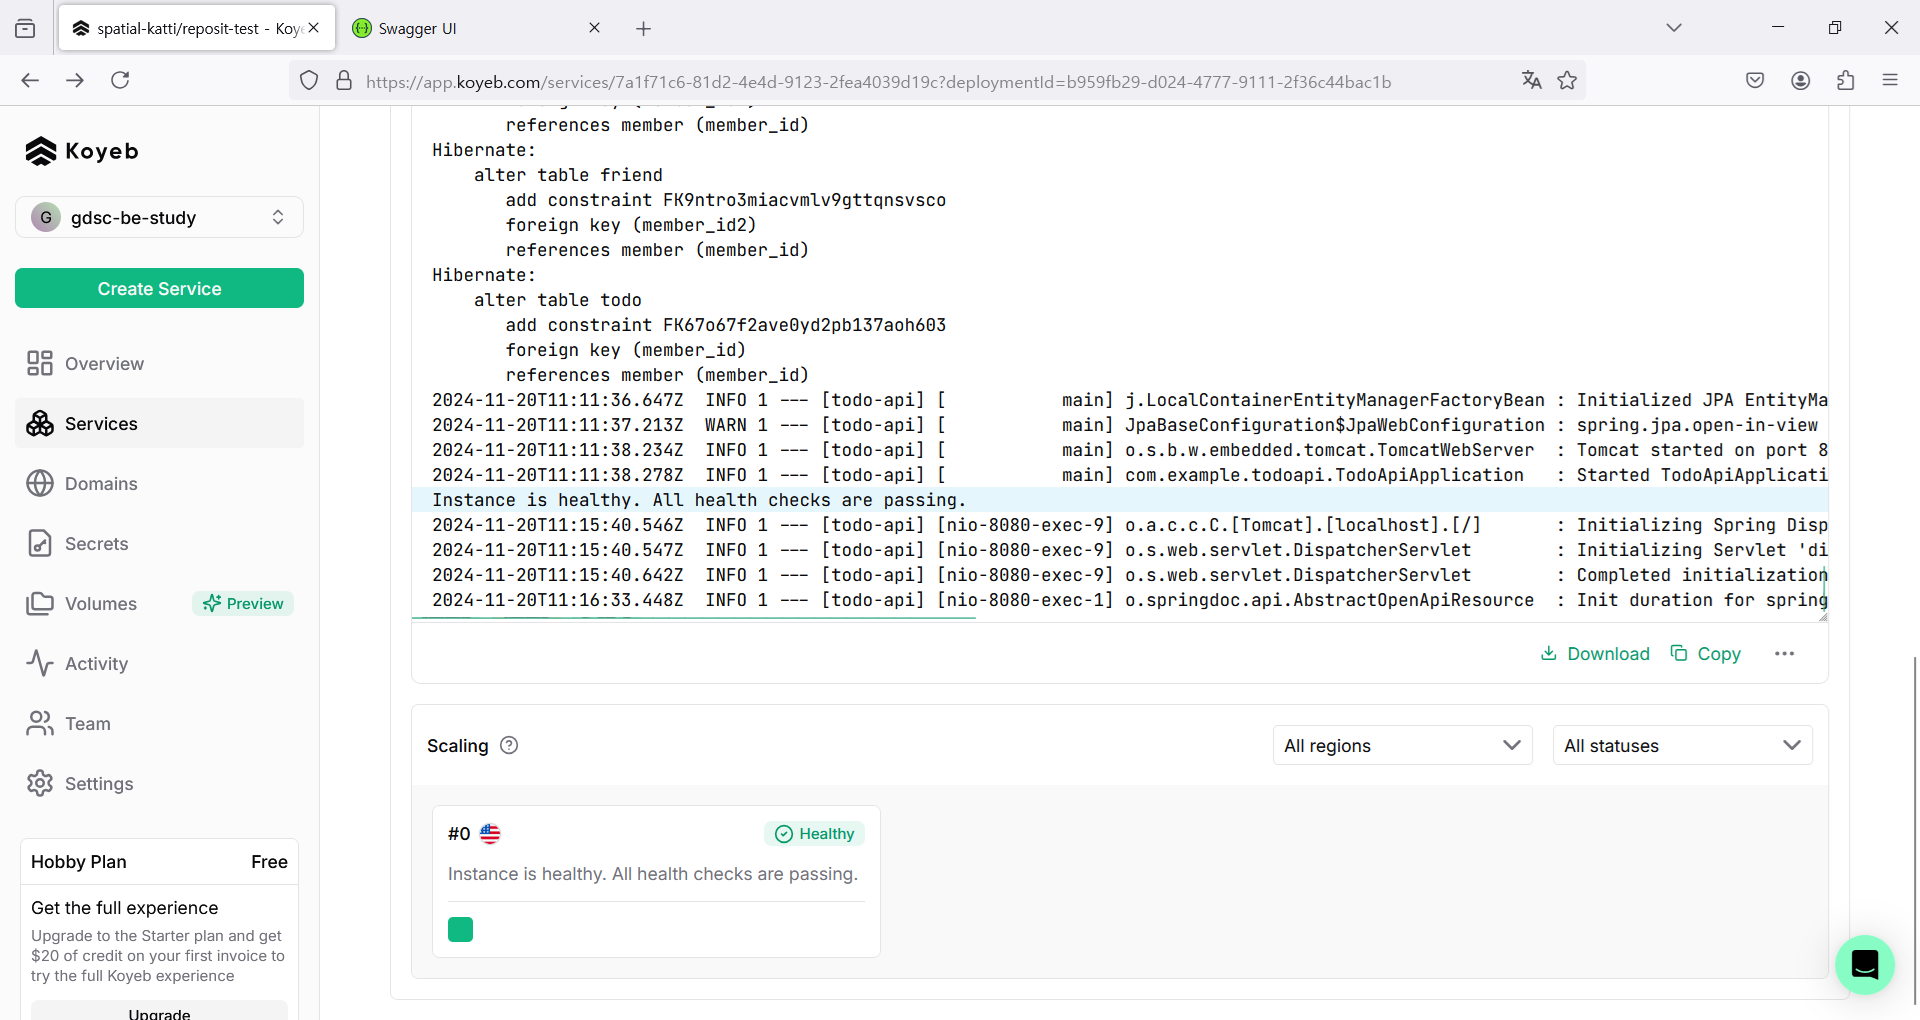 spatial-katti/reposit-test - Koye
Swagger UI
https://app.koyeb.com/services/7a1f71c6-81d2-4e4d-9123-2fea4039d19c?deploymentId=b959fb29-d024-4777-9111-2f36c44bac1b
Koyeb
G gdsc-be-study
Create Service
Overview
Services
Domains
Secrets
Volumes Preview
Activity
Team
Settings
Hobby Plan Free
Get the full experience
Upgrade to the Starter plan and get
$20 of credit on your first invoice to
try the full Koyeb experience
Upgrade
references member (member_id)
Hibernate:
alter table friend
add constraint FK9ntro3miacvmlv9gttqnsvsco
foreign key (member_id2)
references member (member_id)
Hibernate:
alter table todo
add constraint FK67o67f2ave0yd2pb137aoh603
foreign key (member_id)
references member (member_id)
2024-11-20T11:11:36.647Z  INFO 1 --- [todo-api] [           main] j.LocalContainerEntityManagerFactoryBean : Initialized JPA EntityMa
2024-11-20T11:11:37.213Z  WARN 1 --- [todo-api] [           main] JpaBaseConfiguration$JpaWebConfiguration : spring.jpa.open-in-view
2024-11-20T11:11:38.234Z  INFO 1 --- [todo-api] [           main] o.s.b.w.embedded.tomcat.TomcatWebServer  : Tomcat started on port 8
2024-11-20T11:11:38.278Z  INFO 1 --- [todo-api] [           main] com.example.todoapi.TodoApiApplication   : Started TodoApiApplicati
Instance is healthy. All health checks are passing.
2024-11-20T11:15:40.546Z  INFO 1 --- [todo-api] [nio-8080-exec-9] o.a.c.c.C.[Tomcat].[localhost].[/]       : Initializing Spring Disp
2024-11-20T11:15:40.547Z  INFO 1 --- [todo-api] [nio-8080-exec-9] o.s.web.servlet.DispatcherServlet        : Initializing Servlet 'di
2024-11-20T11:15:40.642Z  INFO 1 --- [todo-api] [nio-8080-exec-9] o.s.web.servlet.DispatcherServlet        : Completed initialization
2024-11-20T11:16:33.448Z  INFO 1 --- [todo-api] [nio-8080-exec-1] o.springdoc.api.AbstractOpenApiResource  : Init duration for spring
Download Copy
Scaling
All regions
All statuses
#0
Healthy
Instance is healthy. All health checks are passing.